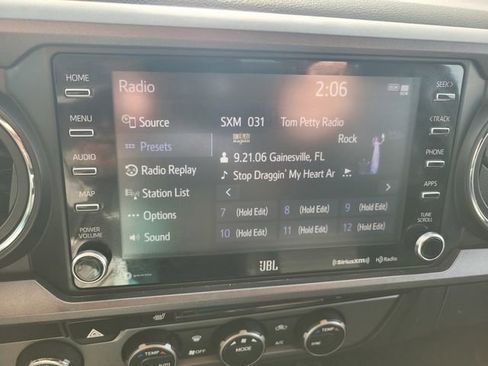 Radio 2:06
HOME
MENU
AUDIO
MAP
POWER
VOLUME
Source
Presets
Radio Replay
Station List
Options
Sound
SXM 031 Tom Petty Radio
Rock
9.21.06 Gainesville, FL
Stop Draggin' My Heart Ar
7 (Hold Edit) 8 (Hold Edit) 9 (Hold Edit)
10 (Hold Edit) 11 (Hold Edit) 12 (Hold Edit)
SEEK
TRACK
PHONE
APPS
TUNE
SCROLL
JBL
SiriusXM
HD Radio
TEMP
AUTO
OFF
MODE
TEMP
SYNC